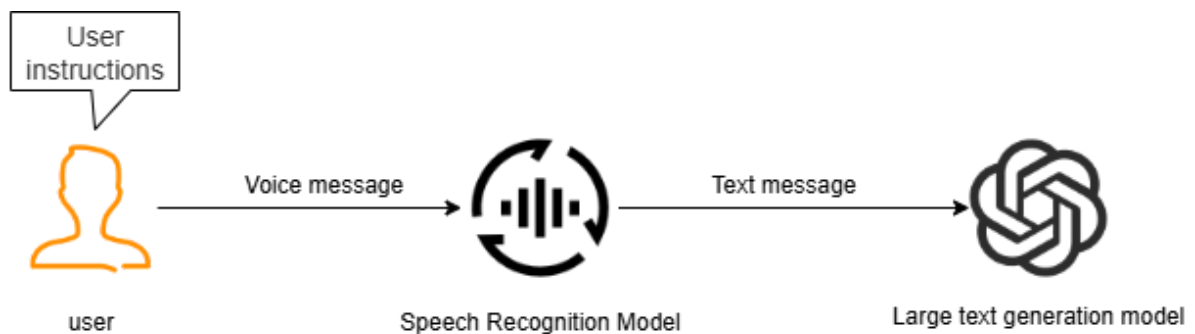 User
instructions
Voice message
Text message
user
Speech Recognition Model
Large text generation model